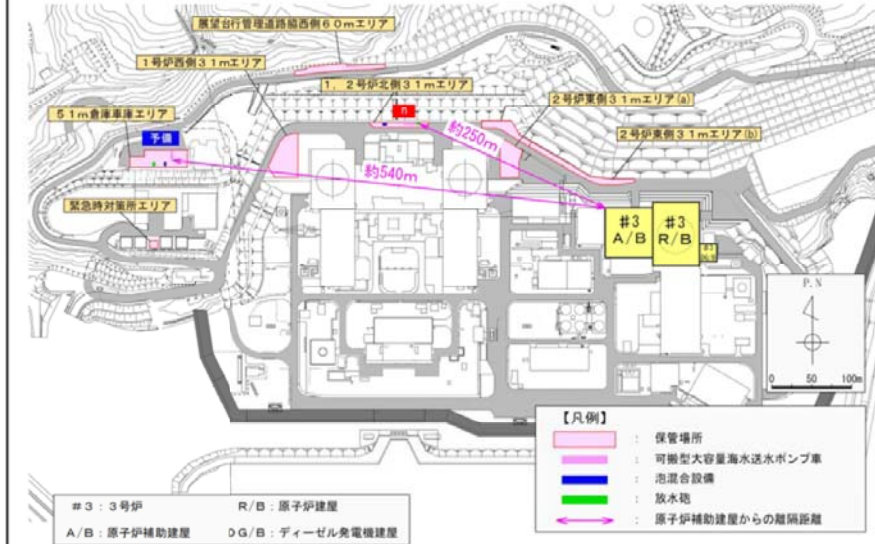 展望台行管理道路脇西側60mエリア
1号炉西側31mエリア
1,2号炉北側31mエリア
51m倉庫車庫エリア
予備
n
2号炉東側31mエリア(a)
約250m
2号炉東側31mエリア(b)
約540m
緊急時対策所エリア
#3
A/B
#3
R/B
P.N
0 50 100m
【凡例】
: 保管場所
: 可搬型大容量海水送水ポンプ車
: 泡混合設備
: 放水砲
: 原子炉補助建屋からの離隔距離
#3:3号炉 R/B:原子炉建屋
A/B:原子炉補助建屋 DG/B:ディーゼル発電機建屋